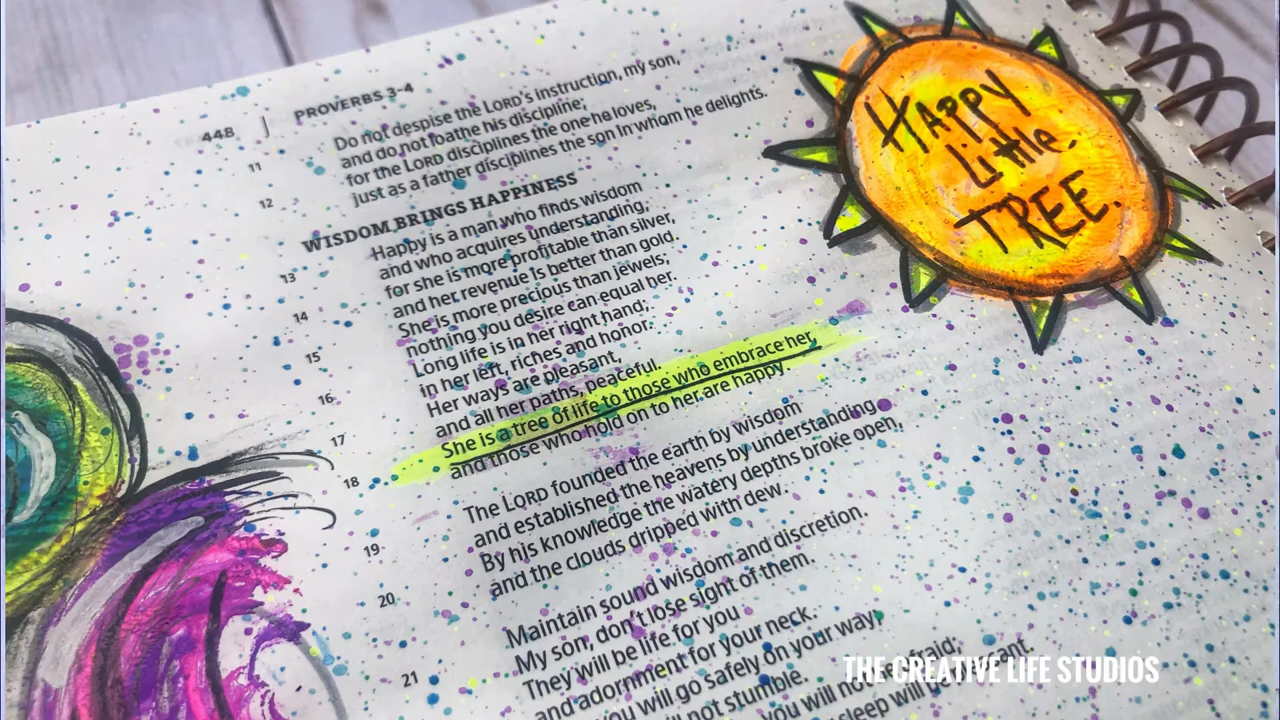 448 | PROVERBS 3-4
11 Do not despise the LORD's instruction, my son,
and do not loathe his discipline;
12 for the LORD disciplines the one he loves,
just as a father disciplines the son in whom he delights.
WISDOM BRINGS HAPPINESS
13 Happy is a man who finds wisdom
and who acquires understanding,
14 for she is more profitable than silver,
and her revenue is better than gold.
15 She is more precious than jewels;
nothing you desire can equal her.
16 Long life is in her right hand;
in her left, riches and honor.
17 Her ways are pleasant,
and all her paths, peaceful.
18 She is a tree of life to those who embrace her,
and those who hold on to her are happy.
19 The LORD founded the earth by wisdom
and established the heavens by understanding.
20 By his knowledge the watery depths broke open,
and the clouds dripped with dew.
21 Maintain sound wisdom and discretion.
My son, don't lose sight of them.
They will be life for you
and adornment for your neck.
you will go safely on your way;
will not stumble.
you will not afraid;
sleep will be
HAPPY
Little.
TREE.
THE CREATIVE LIFE STUDIOS